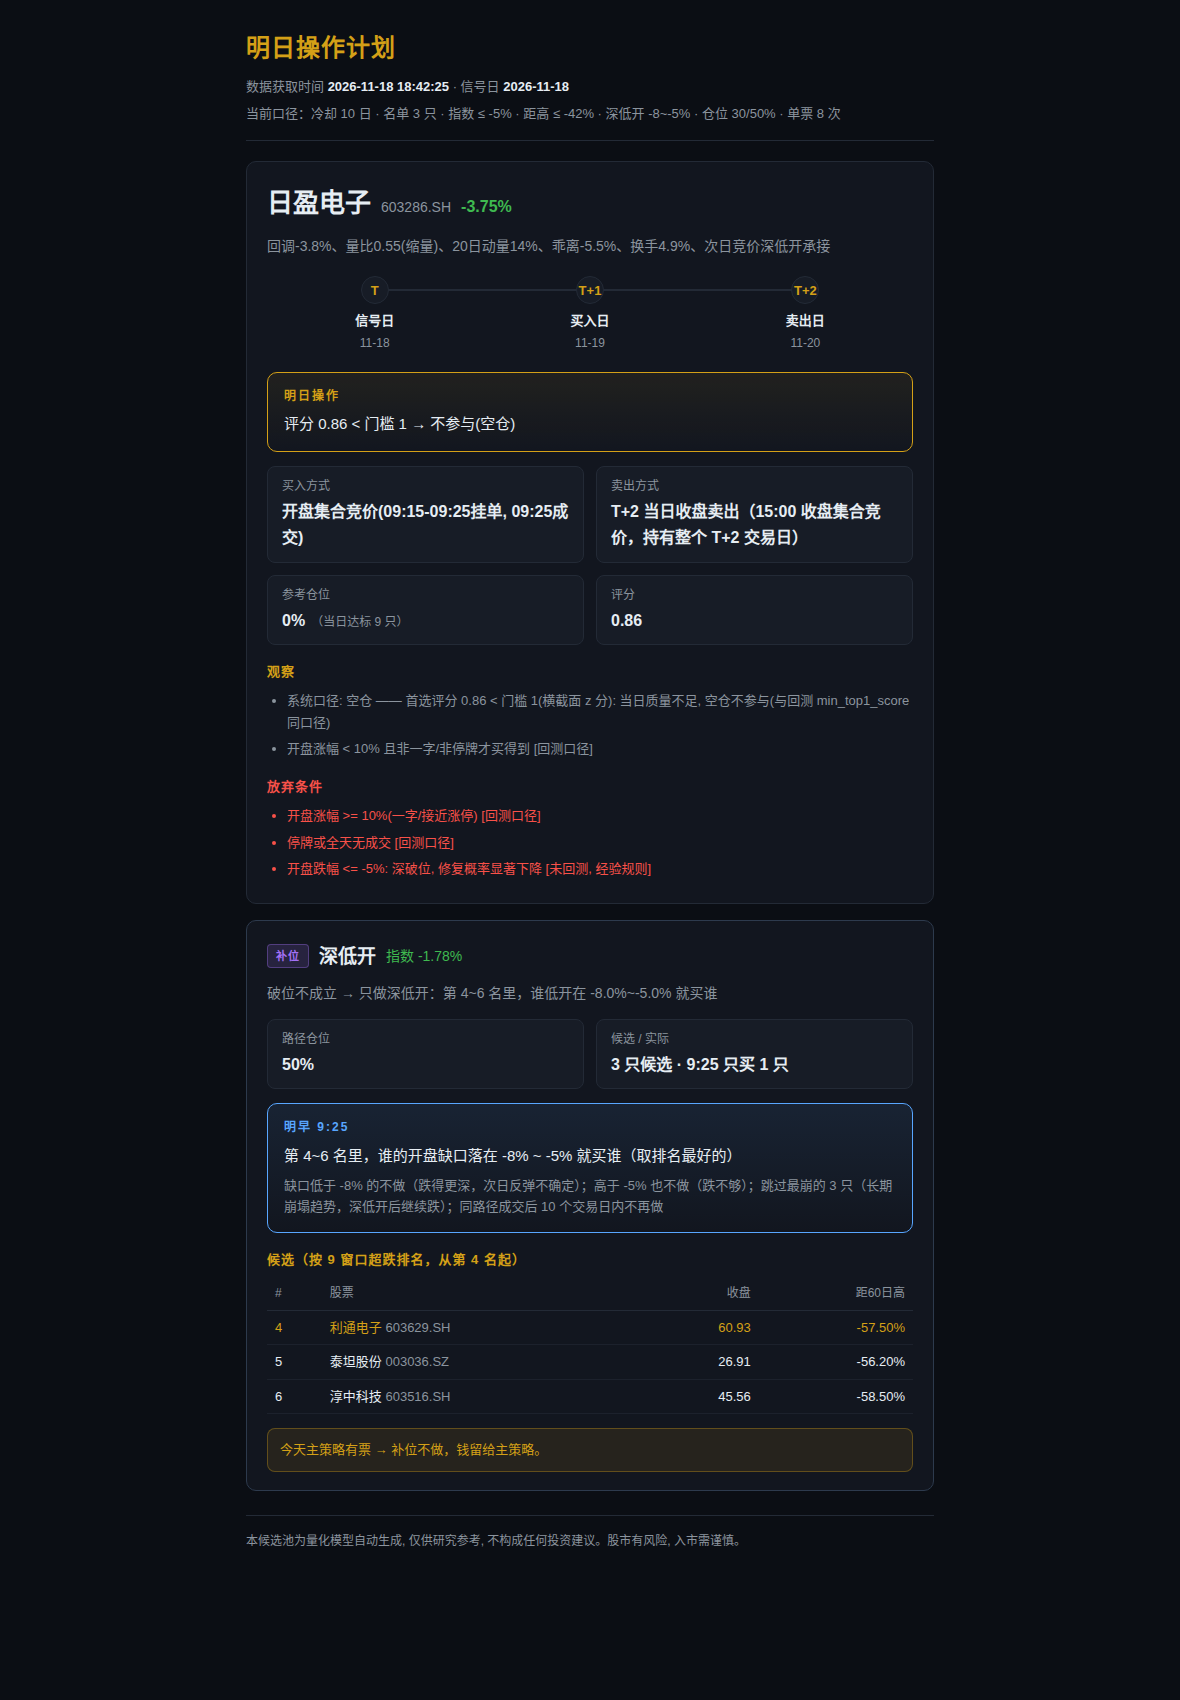 明日操作计划
数据获取时间 2026-11-18 18:42:25 · 信号日 2026-11-18
当前口径：冷却 10 日 · 名单 3 只 · 指数 ≤ -5% · 距高 ≤ -42% · 深低开 -8~-5% · 仓位 30/50% · 单票 8 次
日盈电子 603286.SH -3.75%
回调-3.8%、量比0.55(缩量)、20日动量14%、乖离-5.5%、换手4.9%、次日竞价深低开承接
T T+1 T+2
信号日 买入日 卖出日
11-18 11-19 11-20
明日操作
评分 0.86 < 门槛 1 → 不参与(空仓)
买入方式
开盘集合竞价(09:15-09:25挂单, 09:25成
交)
卖出方式
T+2 当日收盘卖出（15:00 收盘集合竞
价，持有整个 T+2 交易日）
参考仓位
0% （当日达标 9 只）
评分
0.86
观察
• 系统口径: 空仓 —— 首选评分 0.86 < 门槛 1(横截面 z 分): 当日质量不足, 空仓不参与(与回测 min_top1_score
同口径)
• 开盘涨幅 < 10% 且非一字/非停牌才买得到 [回测口径]
放弃条件
• 开盘涨幅 >= 10%(一字/接近涨停) [回测口径]
• 停牌或全天无成交 [回测口径]
• 开盘跌幅 <= -5%: 深破位, 修复概率显著下降 [未回测, 经验规则]
补位 深低开 指数 -1.78%
破位不成立 → 只做深低开：第 4~6 名里，谁低开在 -8.0%~-5.0% 就买谁
路径仓位
50%
候选 / 实际
3 只候选 · 9:25 只买 1 只
明早 9:25
第 4~6 名里，谁的开盘缺口落在 -8% ~ -5% 就买谁（取排名最好的）
缺口低于 -8% 的不做（跌得更深，次日反弹不确定）；高于 -5% 也不做（跌不够）；跳过最崩的 3 只（长期
崩塌趋势，深低开后继续跌）；同路径成交后 10 个交易日内不再做
候选（按 9 窗口超跌排名，从第 4 名起）
# 股票 收盘 距60日高
4 利通电子 603629.SH 60.93 -57.50%
5 泰坦股份 003036.SZ 26.91 -56.20%
6 淳中科技 603516.SH 45.56 -58.50%
今天主策略有票 → 补位不做，钱留给主策略。
本候选池为量化模型自动生成, 仅供研究参考, 不构成任何投资建议。股市有风险, 入市需谨慎。